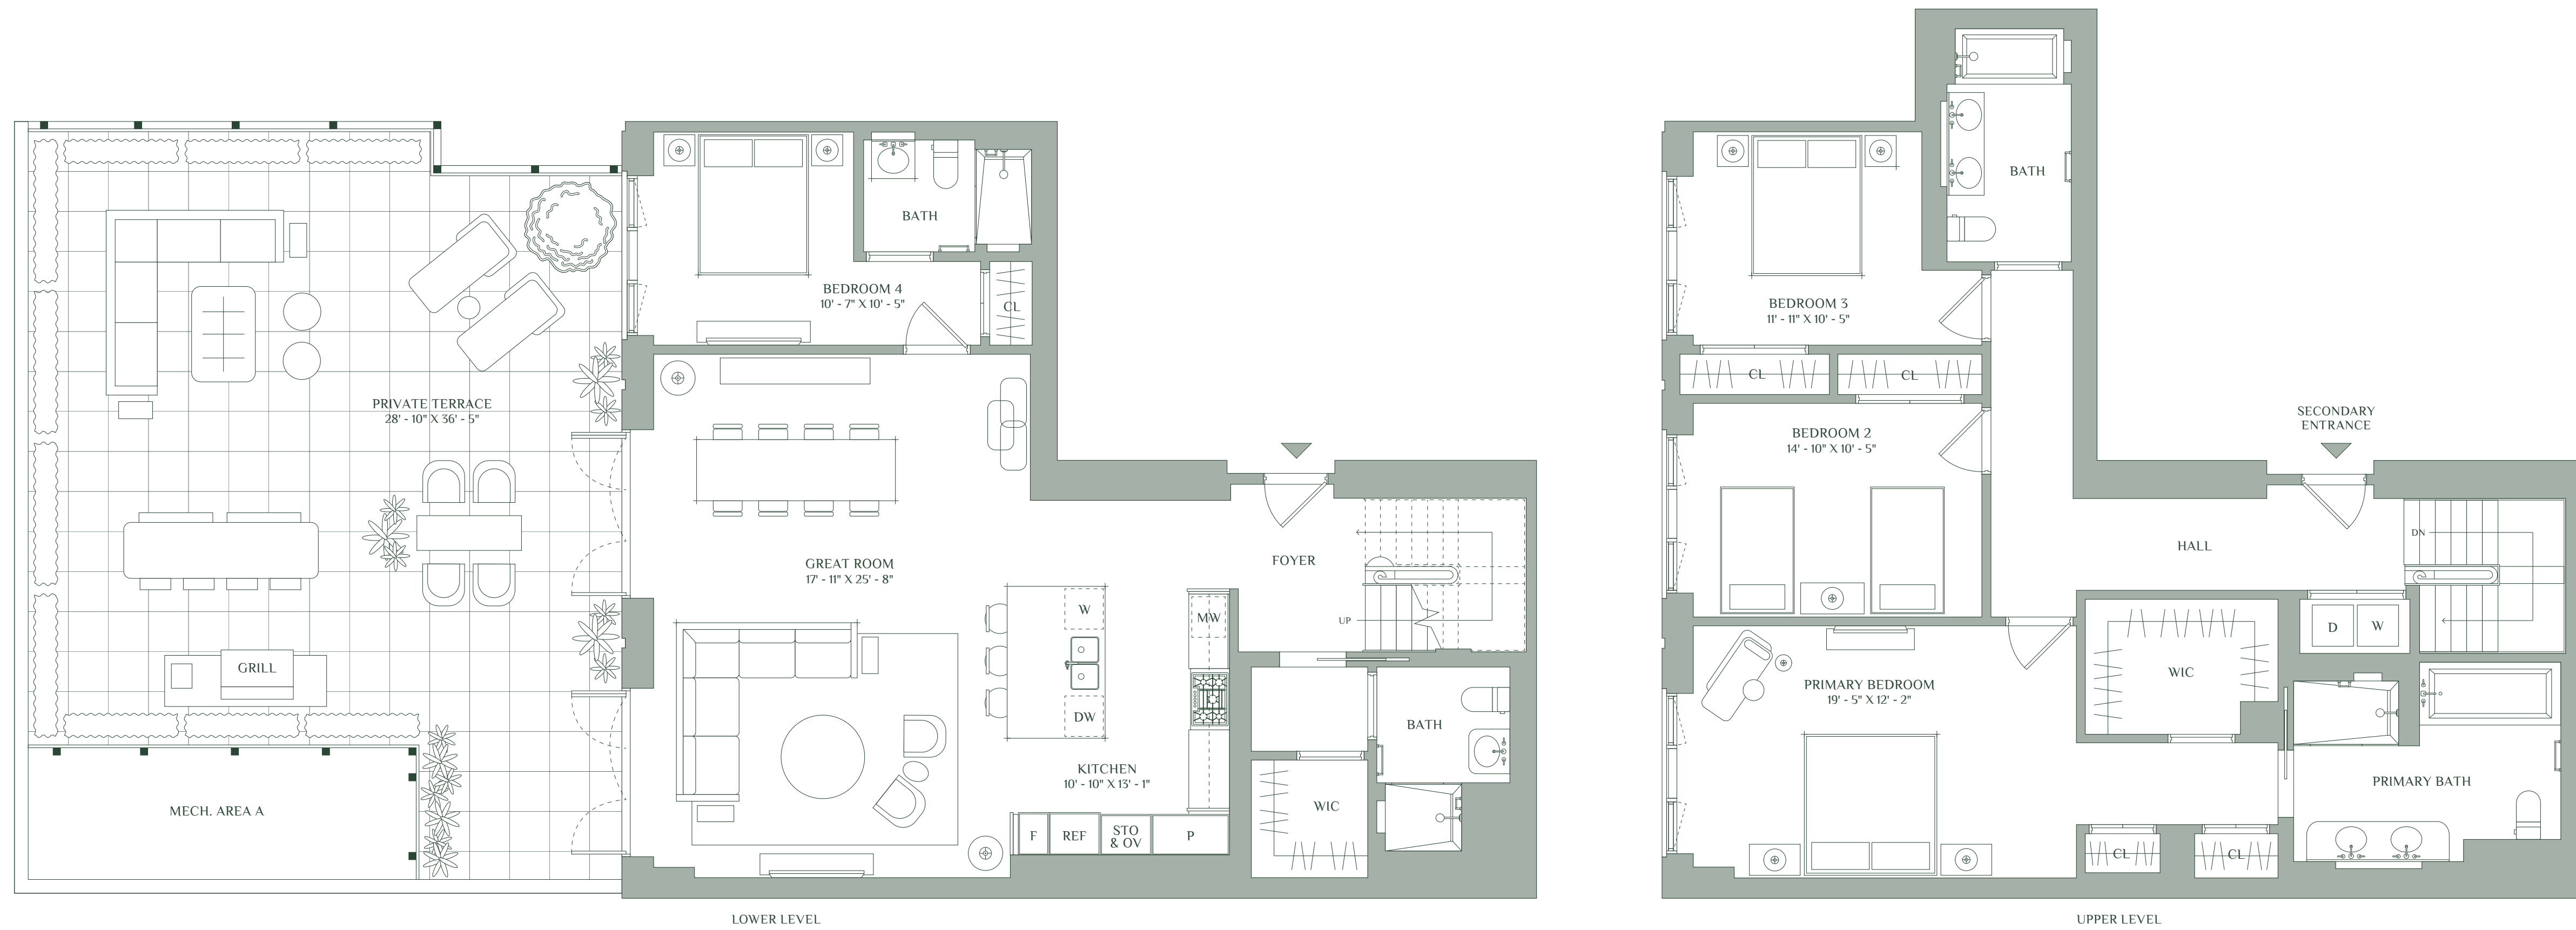 PRIVATE TERRACE
28' - 10" X 36' - 5"
GRILL
MECH. AREA A
BATH
BEDROOM 4
10' - 7" X 10' - 5"
CL
GREAT ROOM
17' - 11" X 25' - 8"
FOYER
UP
W
MW
DW
KITCHEN
10' - 10" X 13' - 1"
F
REF
STO
& OV
P
BATH
WIC
LOWER LEVEL
BATH
BEDROOM 3
11' - 11" X 10' - 5"
CL
CL
BEDROOM 2
14' - 10" X 10' - 5"
SECONDARY
ENTRANCE
DN
HALL
D
W
WIC
PRIMARY BEDROOM
19' - 5" X 12' - 2"
PRIMARY BATH
CL
CL
UPPER LEVEL